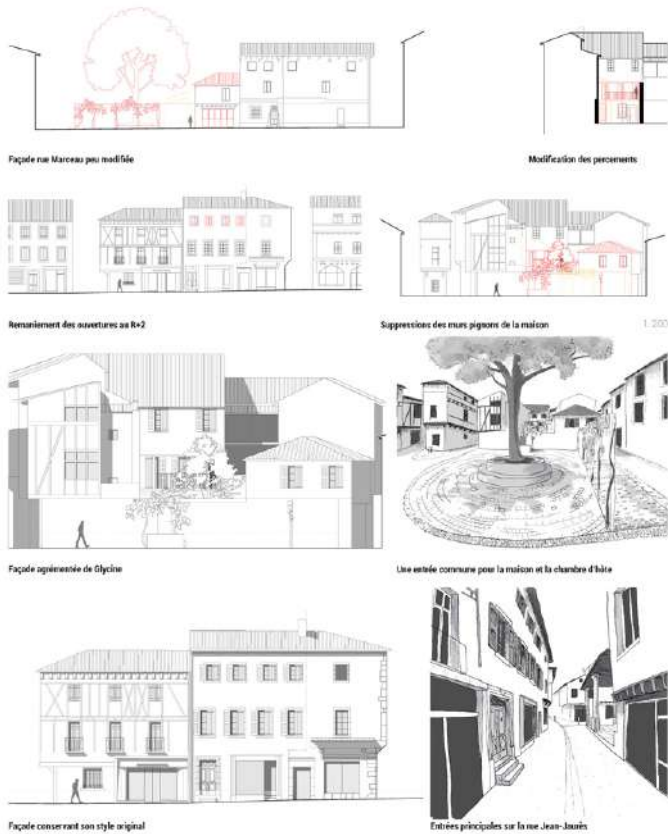 Façade rue Marceau peu modifiée
Modification des percements
Remaniement des ouvertures au R+2
Suppressions des murs pignons de la maison
1: 200
Façade agrémentée de Glycine
Une entrée commune pour la maison et la chambre d'hôte
Façade conservant son style original
Entrées principales sur la rue Jean-Jaurès